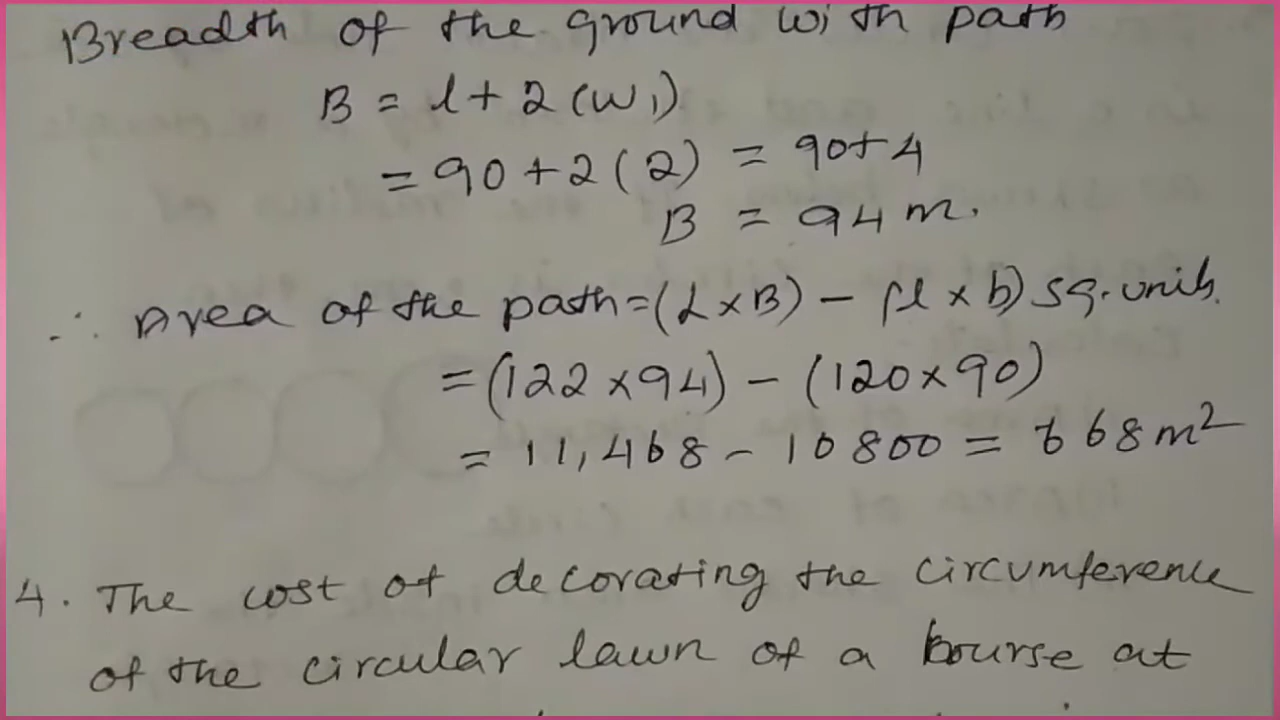 Breadth of the ground with path
B = l + 2 (w1)
= 90 + 2 ( 2 ) = 90 + 4
B = 94 m.
∴ Area of the path = (L × B) - (l × b) sq. units.
= (122 × 94) - (120 × 90)
= 11,468 - 10800 = 668 m²
4. The cost of decorating the circumference
of the circular lawn of a bourse at